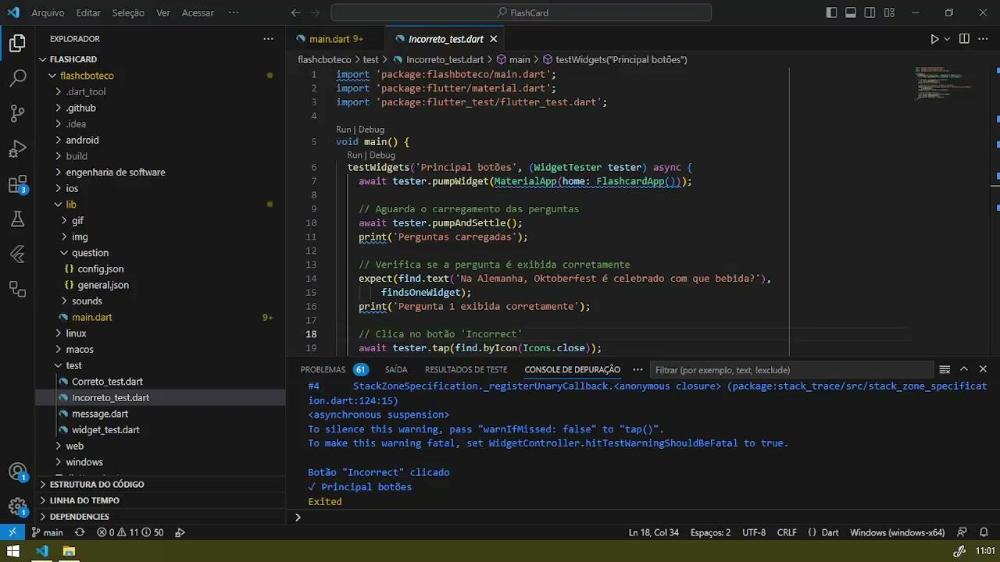 Arquivo Editar Seleção Ver Acessar ··· FlashCard
EXPLORADOR ···
FLASHCARD
flashcboteco
.dart_tool
.github
.idea
android
build
engenharia de software
ios
lib
gif
img
question
{} config.json
{} general.json
sounds
main.dart 9+
linux
macos
test
Correto_test.dart
Incorreto_test.dart
message.dart
widget_test.dart
web
windows
ESTRUTURA DO CÓDIGO
LINHA DO TEMPO
DEPENDENCIES
3
1
1
main.dart 9+ Incorreto_test.dart
flashcboteco > test > Incorreto_test.dart > main > testWidgets("Principal botões")
1 import 'package:flashboteco/main.dart';
2 import 'package:flutter/material.dart';
3 import 'package:flutter_test/flutter_test.dart';
4
Run | Debug
5 void main() {
Run | Debug
6 testWidgets('Principal botões', (WidgetTester tester) async {
7 await tester.pumpWidget(MaterialApp(home: FlashcardApp()));
8
9 // Aguarda o carregamento das perguntas
10 await tester.pumpAndSettle();
11 print('Perguntas carregadas');
12
13 // Verifica se a pergunta é exibida corretamente
14 expect(find.text('Na Alemanha, Oktoberfest é celebrado com que bebida?'),
15 findsOneWidget);
16 print('Pergunta 1 exibida corretamente');
17
18 // Clica no botão 'Incorrect'
19 await tester.tap(find.byIcon(Icons.close));
PROBLEMAS 61 SAÍDA RESULTADOS DE TESTE CONSOLE DE DEPURAÇÃO ··· Filtrar (por exemplo, text, !exclude)
#4 StackZoneSpecification._registerUnaryCallback.<anonymous closure> (package:stack_trace/src/stack_zone_specificat
ion.dart:124:15)
<asynchronous suspension>
To silence this warning, pass "warnIfMissed: false" to "tap()".
To make this warning fatal, set WidgetController.hitTestWarningShouldBeFatal to true.
Botão "Incorrect" clicado
✓ Principal botões
Exited
main 0 11 50 Ln 18, Col 34 Espaços: 2 UTF-8 CRLF {} Dart Windows (windows-x64)
11:01